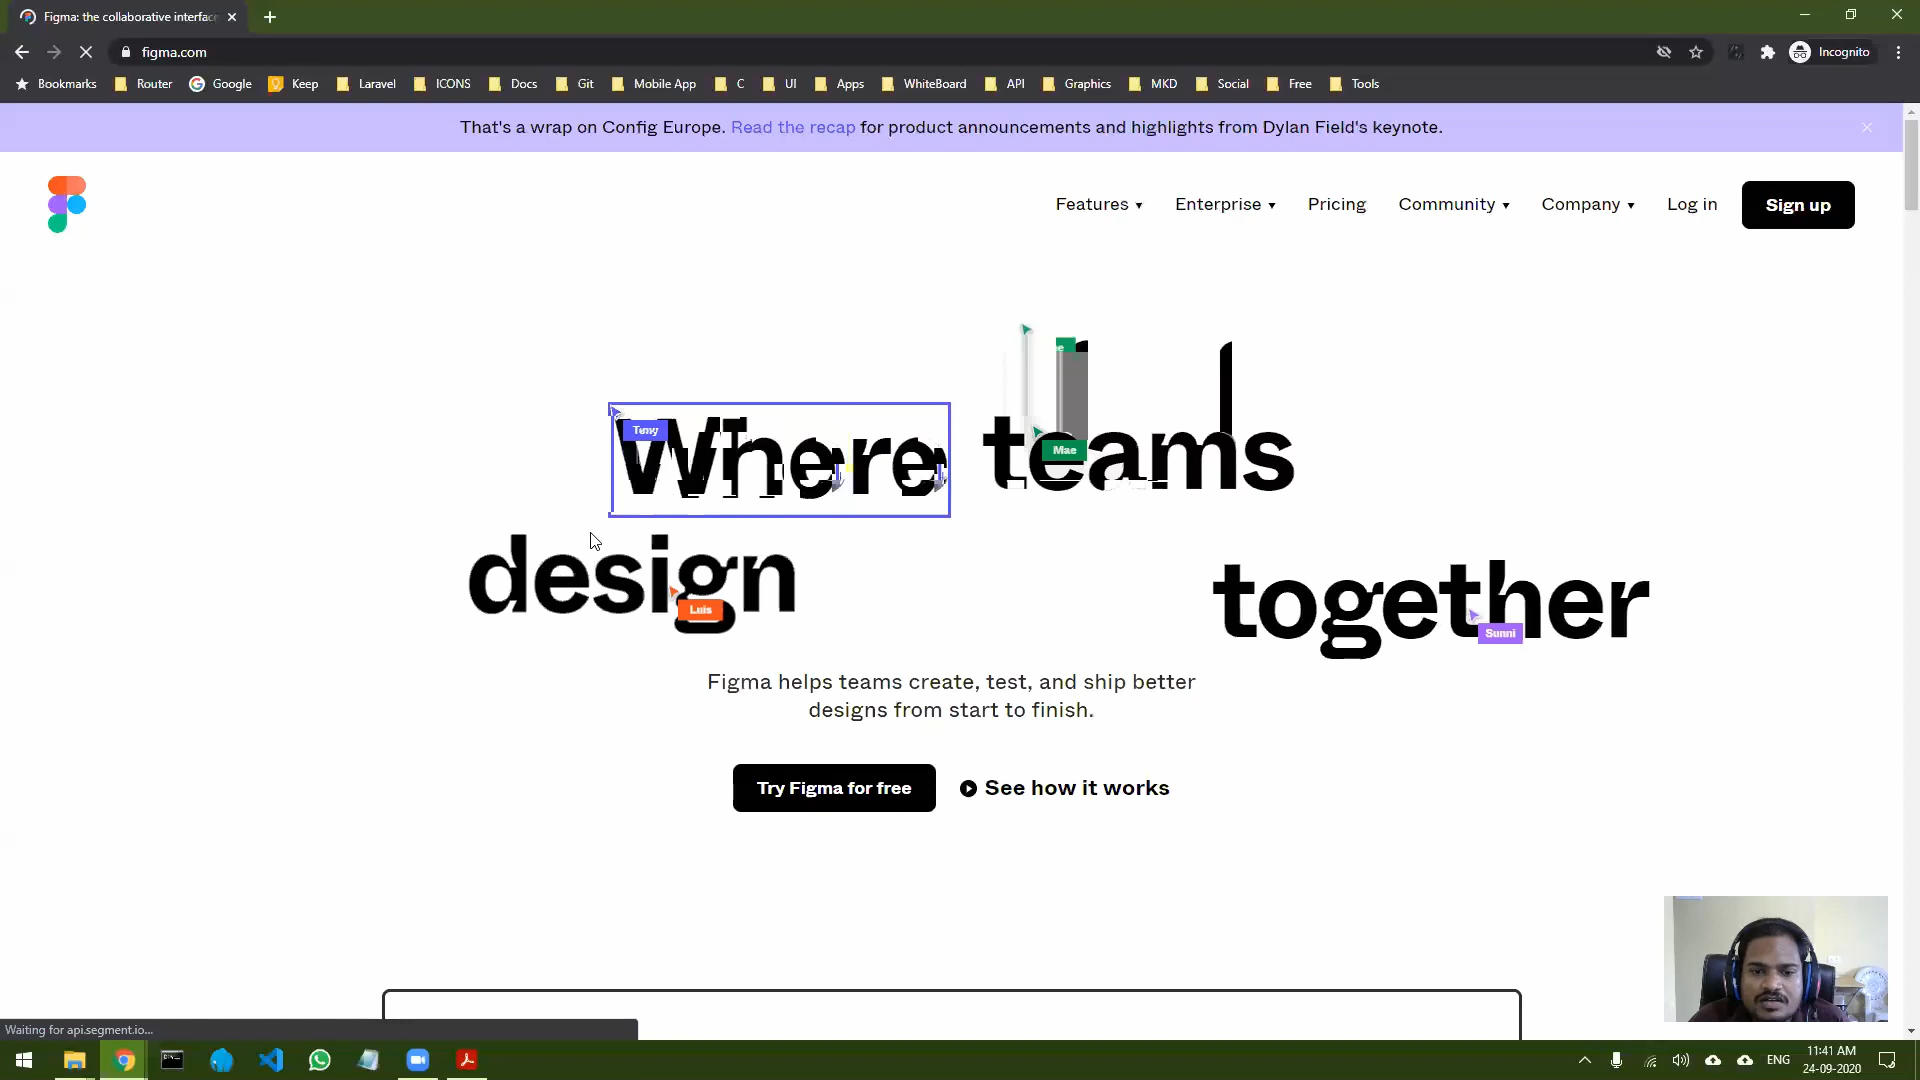 Figma: the collaborative interfac
figma.com
Incognito
Bookmarks Router Google Keep Laravel ICONS Docs Git Mobile App C UI Apps WhiteBoard API Graphics MKD Social Free Tools
That's a wrap on Config Europe. Read the recap for product announcements and highlights from Dylan Field's keynote.
Features Enterprise Pricing Community Company Log in Sign up
Where teams
Mae
design together
Luis
Sunni
Figma helps teams create, test, and ship better
designs from start to finish.
Try Figma for free See how it works
Waiting for api.segment.io...
ENG
11:41 AM
24-09-2020